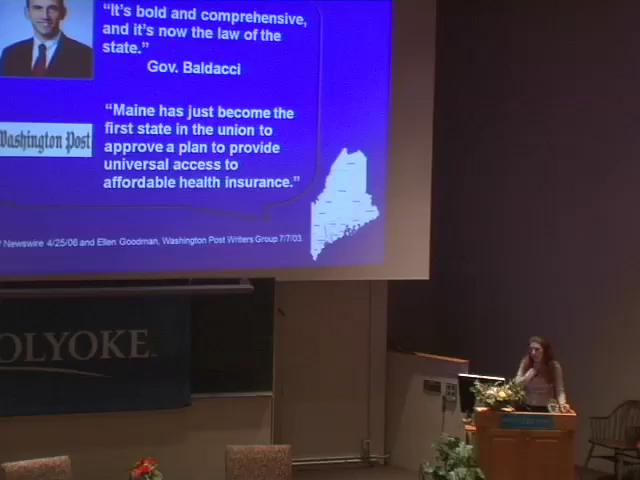 “It’s bold and comprehensive,
and it’s now the law of the
state.”
Gov. Baldacci
“Maine has just become the
first state in the union to
approve a plan to provide
universal access to
affordable health insurance.”
Washington Post
Newswire 4/25/06 and Ellen Goodman, Washington Post Writers Group 7/7/03
OLYOKE